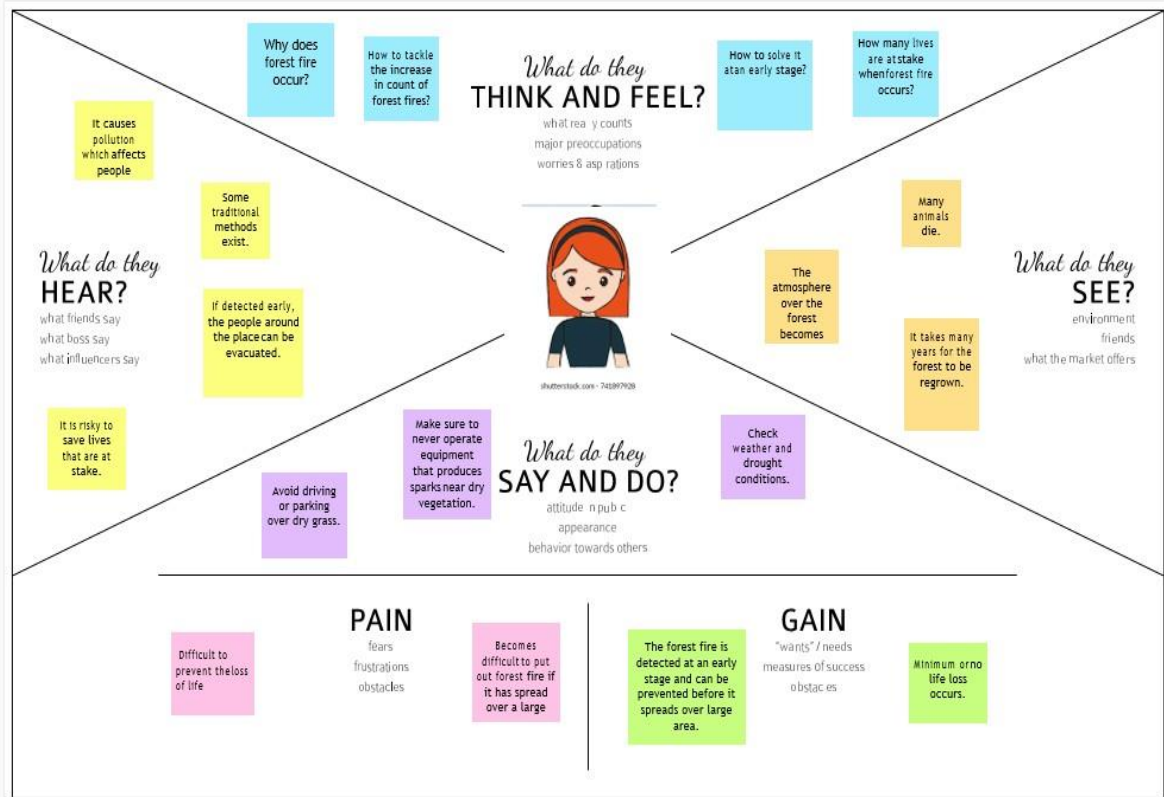 Why does
forest fire
occur?
How to tackle
the increase
in count of
forest fires?
What do they
THINK AND FEEL?
what rea y counts
major preoccupations
worries & asp rations
How to solve it
atan early stage?
How many lives
are atstake
whenforest fire
occurs?
It causes
pollution
which affects
people
Some
traditional
methods
exist.
What do they
HEAR?
what friends say
what boss say
what influencers say
If detected early,
the people around
the place can be
evacuated.
It is risky to
save lives
that are at
stake.
shutterstock.com • 741897928
Many
animals
die.
The
atmosphere
over the
forest
becomes
What do they
SEE?
environment
friends
what the market offers
It takes many
years for the
forest to be
regrown.
Avoid driving
or parking
over dry grass.
Make sure to
never operate
equipment
that produces
sparksnear dry
vegetation.
What do they
SAY AND DO?
attitude n pub c
appearance
behavior towards others
Check
weather and
drought
conditions.
PAIN
fears
frustrations
obstacles
Difficult to
prevent theloss
of life
Becomes
difficult to put
out forest fire if
it has spread
over a large
GAIN
"wants" / needs
measures of success
obstac es
The forest fire is
detected at an early
stage and can be
prevented before it
spreads over large
area.
Minimum orno
life loss
occurs.